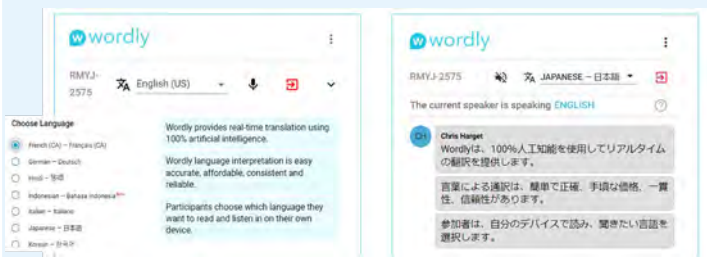 wordly
RMYJ-
2575
English (US)
Choose Language
French (CA) – Français (CA)
German – Deutsch
Hindi – हिन्दी
Indonesian – Bahasa Indonesia
Italian – Italiano
Japanese – 日本語
Korean – 한국어
Wordly provides real-time translation using
100% artificial intelligence.
Wordly language interpretation is easy
accurate, affordable, consistent and
reliable.
Participants choose which language they
want to read and listen in on their own
device.
wordly
RMYJ-2575
JAPANESE – 日本語
The current speaker is speaking ENGLISH
CH
Chris Harget
Wordlyは、100%人工知能を使用してリアルタイム
の翻訳を提供します。
言葉による通訳は、簡単で正確、手頃な価格、一貫
性、信頼性があります。
参加者は、自分のデバイスで読み、聞きたい言語を
選択します。